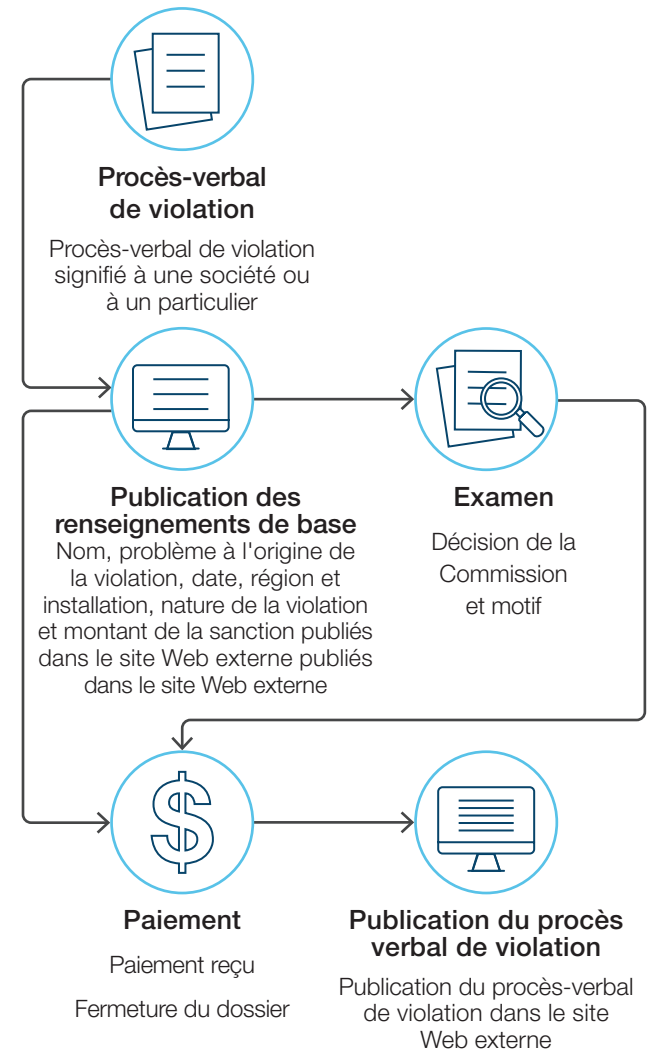 Procès-verbal
de violation
Procès-verbal de violation
signifié à une société ou
à un particulier
Publication des
renseignements de base
Nom, problème à l'origine de
la violation, date, région et
installation, nature de la violation
et montant de la sanction publiés
dans le site Web externe publiés
dans le site Web externe
Examen
Décision de la
Commission
et motif
Paiement
Paiement reçu
Fermeture du dossier
Publication du procès
verbal de violation
Publication du procès-verbal
de violation dans le site
Web externe